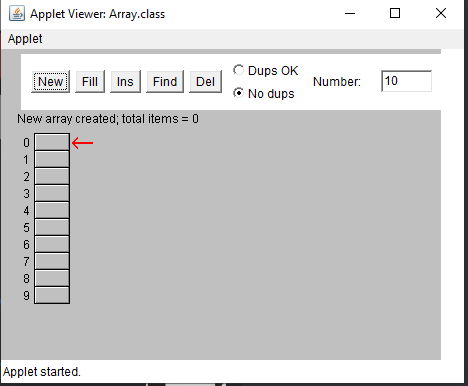 Applet Viewer: Array.class
Applet
New Fill Ins Find Del Dups OK No dups Number: 10
New array created; total items = 0
0
1
2
3
4
5
6
7
8
9
Applet started.